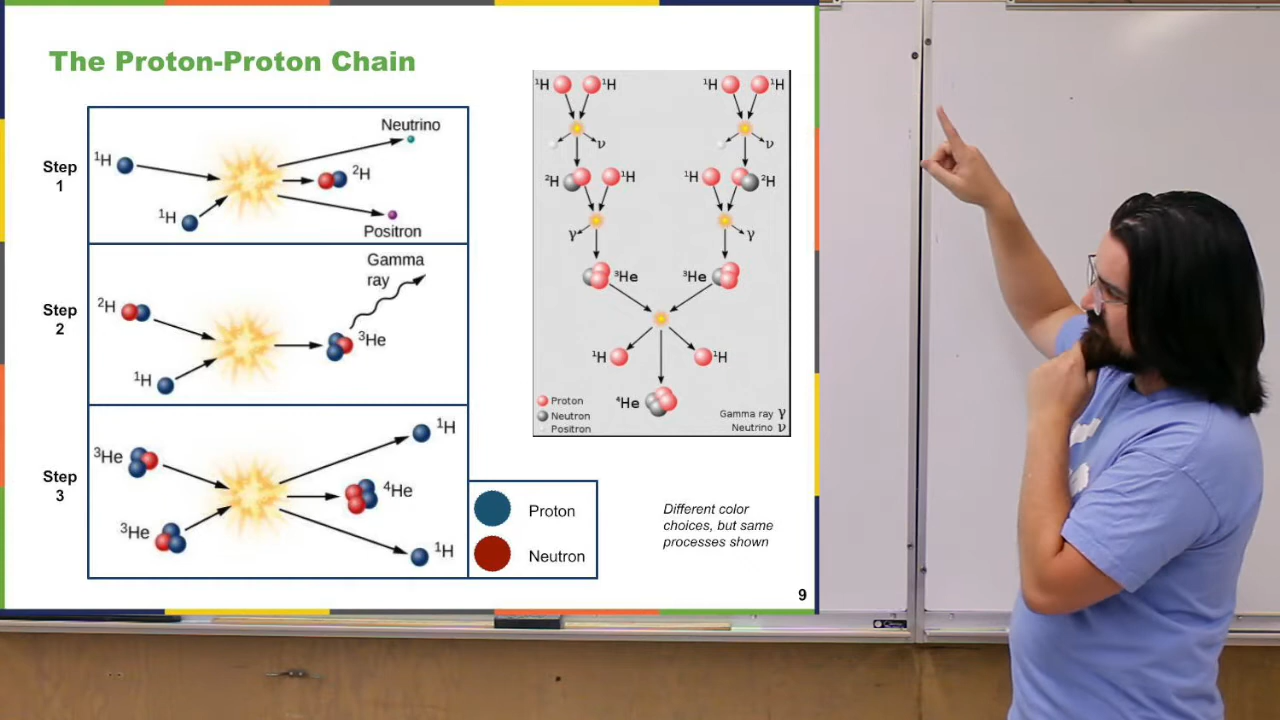 The Proton-Proton Chain
Step
1
¹H
¹H
Neutrino
²H
Positron
Step
2
²H
¹H
Gamma
ray
³He
Step
3
³He
³He
¹H
⁴He
¹H
Proton
Neutron
¹H ¹H ¹H ¹H
ν ν
²H ¹H ¹H ²H
γ γ
³He ³He
¹H ¹H
⁴He
Proton
Neutron
Positron
Gamma ray γ
Neutrino ν
Different color
choices, but same
processes shown
9